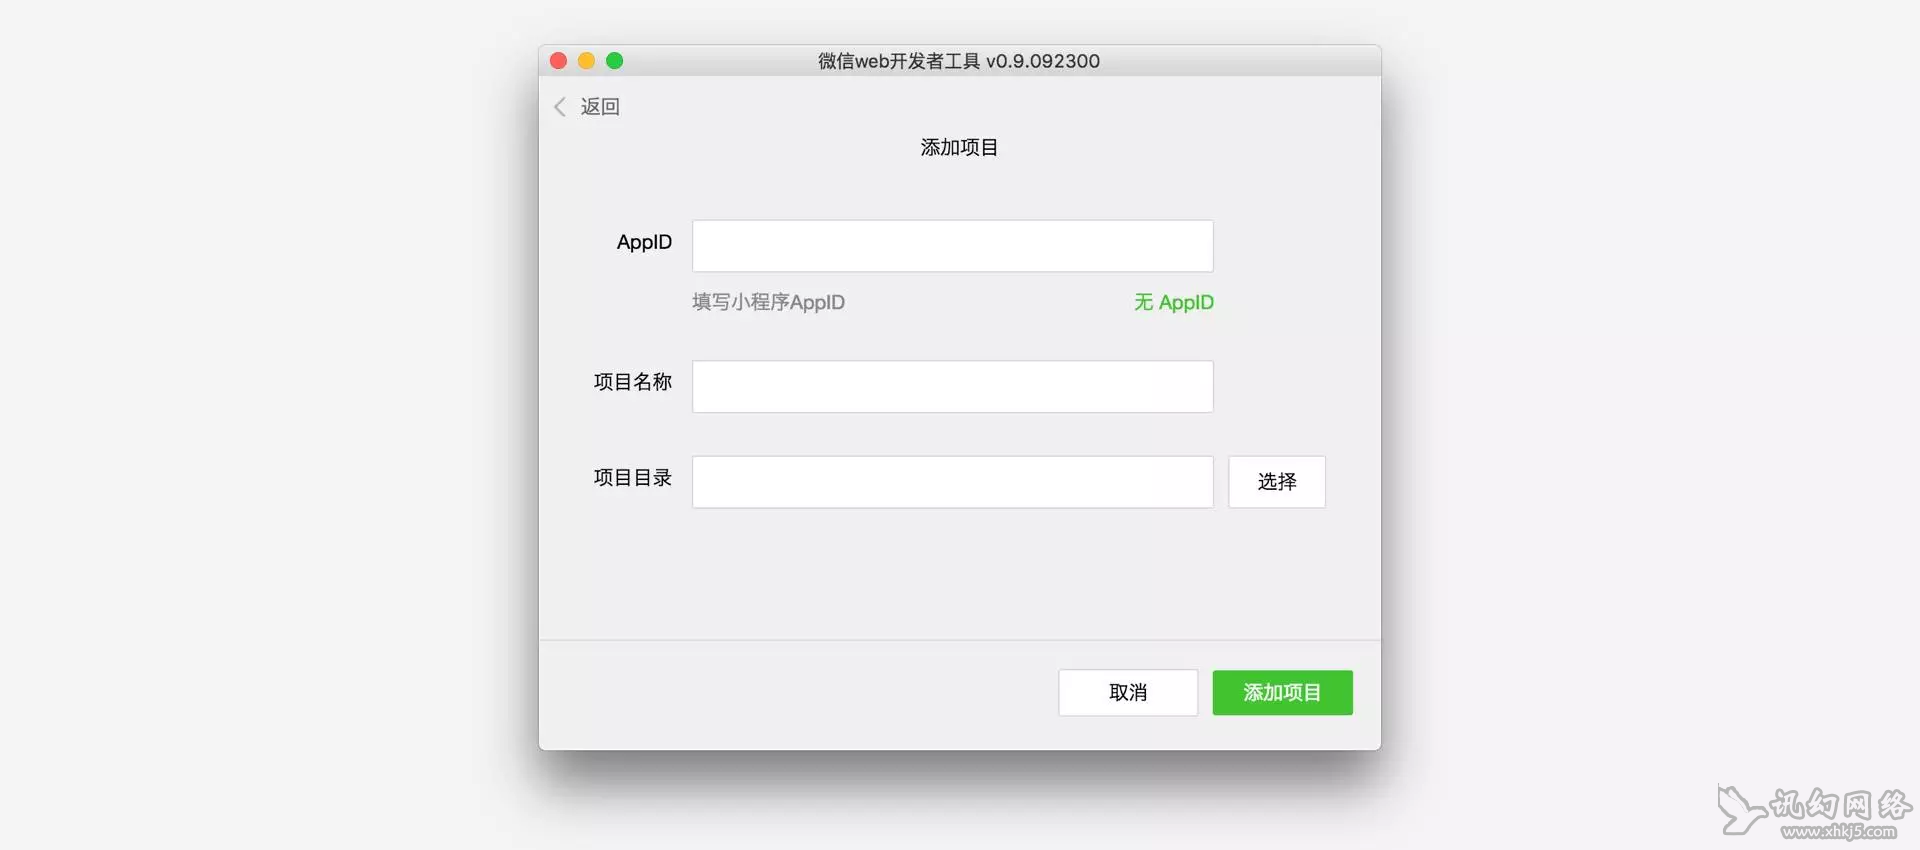 微信web开发者工具 v0.9.092300
返回
添加项目
AppID
填写小程序AppID
无 AppID
项目名称
项目目录
选择
取消
添加项目
讯幻网络
www.xhkj5.com